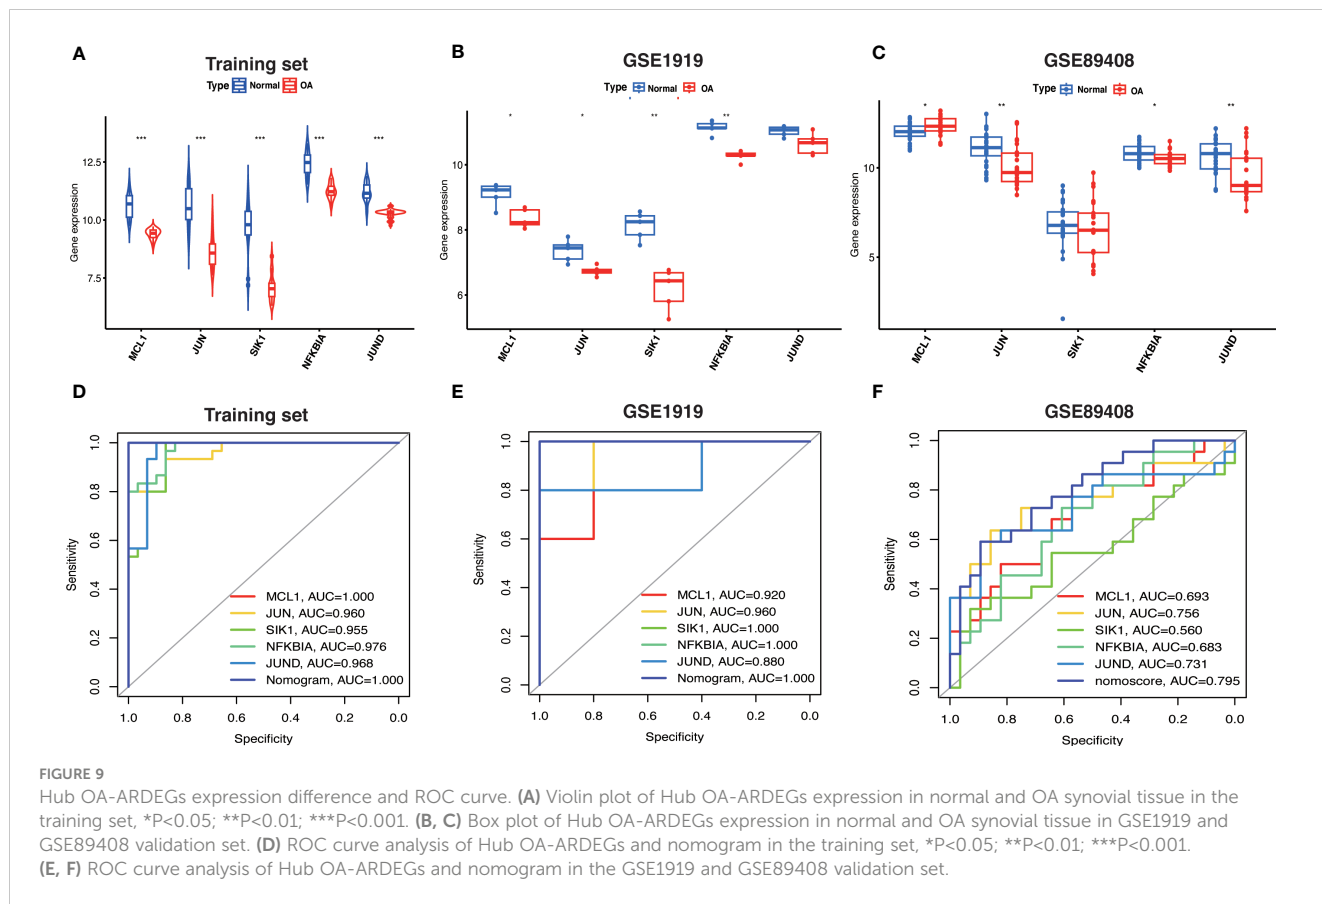 A
Training set
Type Normal OA
***
***
***
***
***
Gene expression
12.5
10.0
7.5
MCL1
JUN
SIK1
NFKBIA
JUND
B
GSE1919
Type Normal OA
*
*
**
**
Gene expression
10
8
6
MCL1
JUN
SIK1
NFKBIA
JUND
C
GSE89408
Type Normal OA
*
**
*
**
Gene expression
10
5
MCL1
JUN
SIK1
NFKBIA
JUND
D
Training set
Sensitivity
1.0
0.8
0.6
0.4
0.2
0.0
MCL1, AUC=1.000
JUN, AUC=0.960
SIK1, AUC=0.955
NFKBIA, AUC=0.976
JUND, AUC=0.968
Nomogram, AUC=1.000
1.0 0.8 0.6 0.4 0.2 0.0
Specificity
E
GSE1919
Sensitivity
1.0
0.8
0.6
0.4
0.2
0.0
MCL1, AUC=0.920
JUN, AUC=0.960
SIK1, AUC=1.000
NFKBIA, AUC=1.000
JUND, AUC=0.880
Nomogram, AUC=1.000
1.0 0.8 0.6 0.4 0.2 0.0
Specificity
F
GSE89408
Sensitivity
1.0
0.8
0.6
0.4
0.2
0.0
MCL1, AUC=0.693
JUN, AUC=0.756
SIK1, AUC=0.560
NFKBIA, AUC=0.683
JUND, AUC=0.731
nomoscore, AUC=0.795
1.0 0.8 0.6 0.4 0.2 0.0
Specificity
FIGURE 9
Hub OA-ARDEGs expression difference and ROC curve. (A) Violin plot of Hub OA-ARDEGs expression in normal and OA synovial tissue in the
training set, *P<0.05; **P<0.01; ***P<0.001. (B, C) Box plot of Hub OA-ARDEGs expression in normal and OA synovial tissue in GSE1919 and
GSE89408 validation set. (D) ROC curve analysis of Hub OA-ARDEGs and nomogram in the training set, *P<0.05; **P<0.01; ***P<0.001.
(E, F) ROC curve analysis of Hub OA-ARDEGs and nomogram in the GSE1919 and GSE89408 validation set.